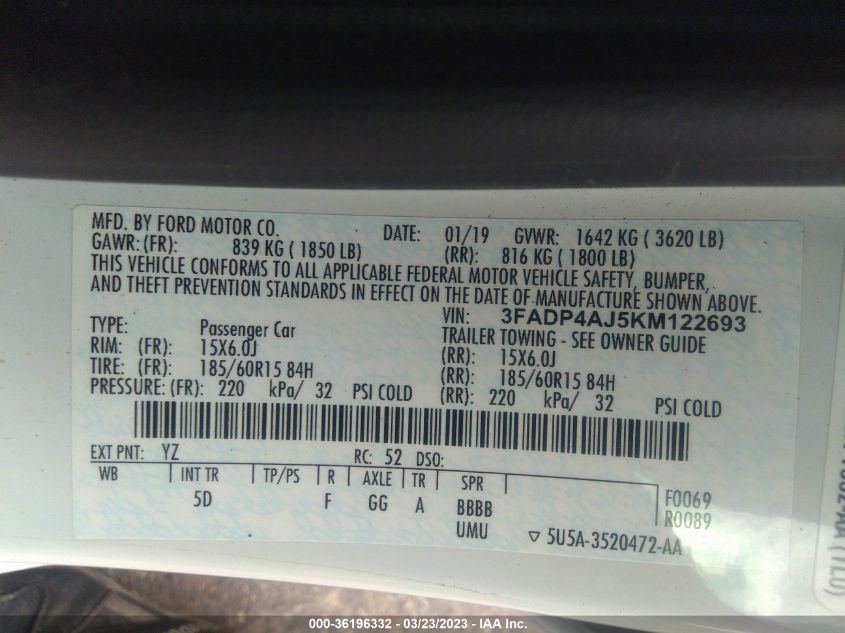 MFD. BY FORD MOTOR CO.
DATE: 01/19 GVWR: 1642 KG ( 3620 LB)
GAWR: (FR): 839 KG ( 1850 LB) (RR): 816 KG ( 1800 LB)
THIS VEHICLE CONFORMS TO ALL APPLICABLE FEDERAL MOTOR VEHICLE SAFETY, BUMPER,
AND THEFT PREVENTION STANDARDS IN EFFECT ON THE DATE OF MANUFACTURE SHOWN ABOVE.
VIN: 3FADP4AJ5KM122693
TYPE: Passenger Car TRAILER TOWING - SEE OWNER GUIDE
RIM: (FR): 15X6.0J (RR): 15X6.0J
TIRE: (FR): 185/60R15 84H (RR): 185/60R15 84H
PRESSURE: (FR): 220 kPa/ 32 PSI COLD (RR): 220 kPa/ 32 PSI COLD
EXT PNT: YZ RC: 52 DSO:
WB INT TR TP/PS R AXLE TR SPR
5D F GG A BBBB F0069
UMU R0089
▽ 5U5A-3520472-AA
000-36196332 - 03/23/2023 - IAA Inc.